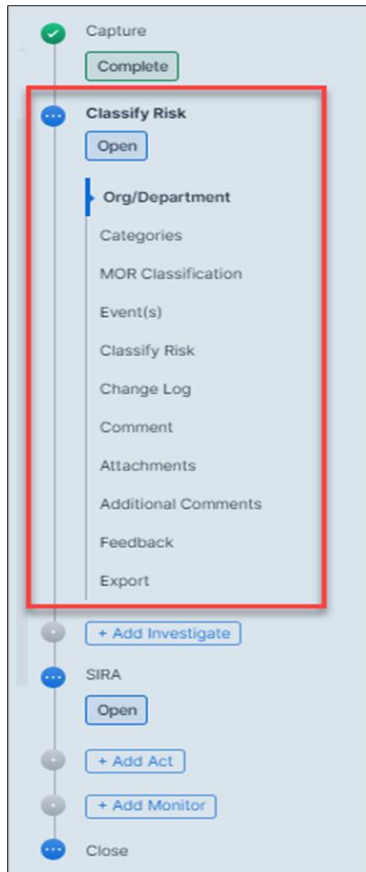 Capture
Complete
Classify Risk
Open
Org/Department
Categories
MOR Classification
Event(s)
Classify Risk
Change Log
Comment
Attachments
Additional Comments
Feedback
Export
+ Add Investigate
SIRA
Open
+ Add Act
+ Add Monitor
Close